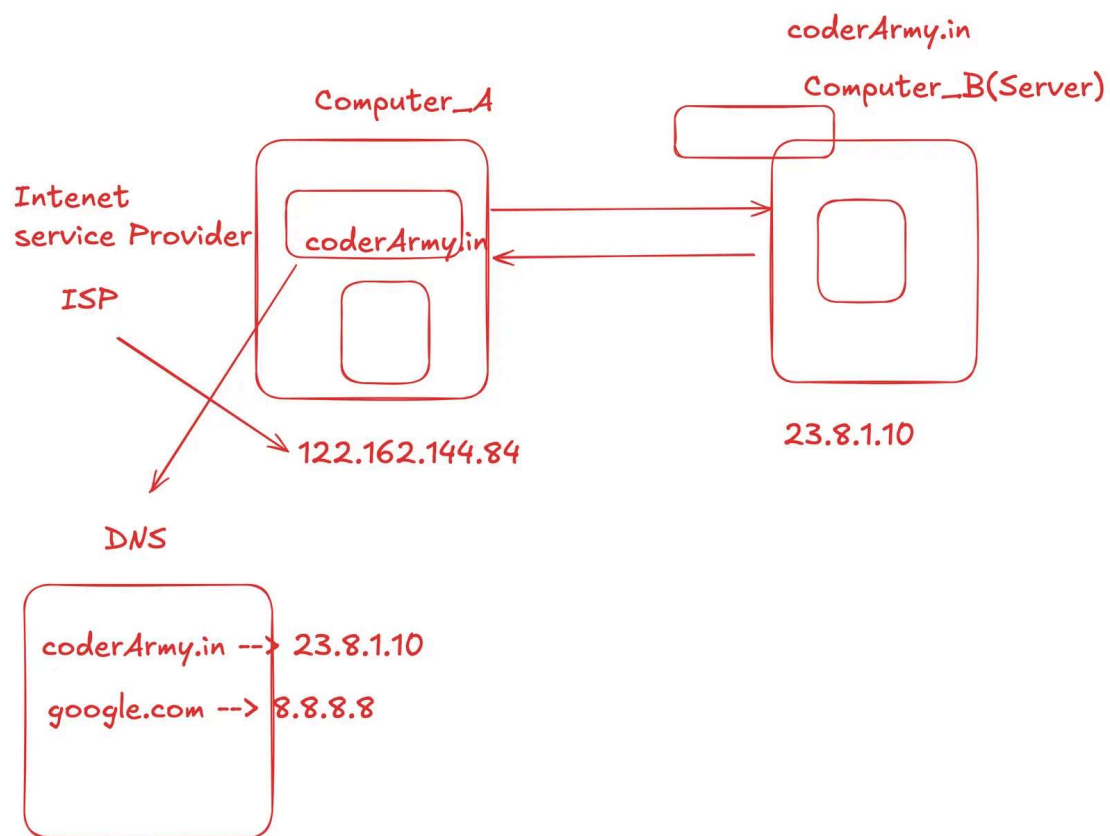 coderArmy.in
Computer_B(Server)
Computer_A
Intenet
service Provider
coderArmy.in
ISP
122.162.144.84
23.8.1.10
DNS
coderArmy.in --> 23.8.1.10
google.com --> 8.8.8.8